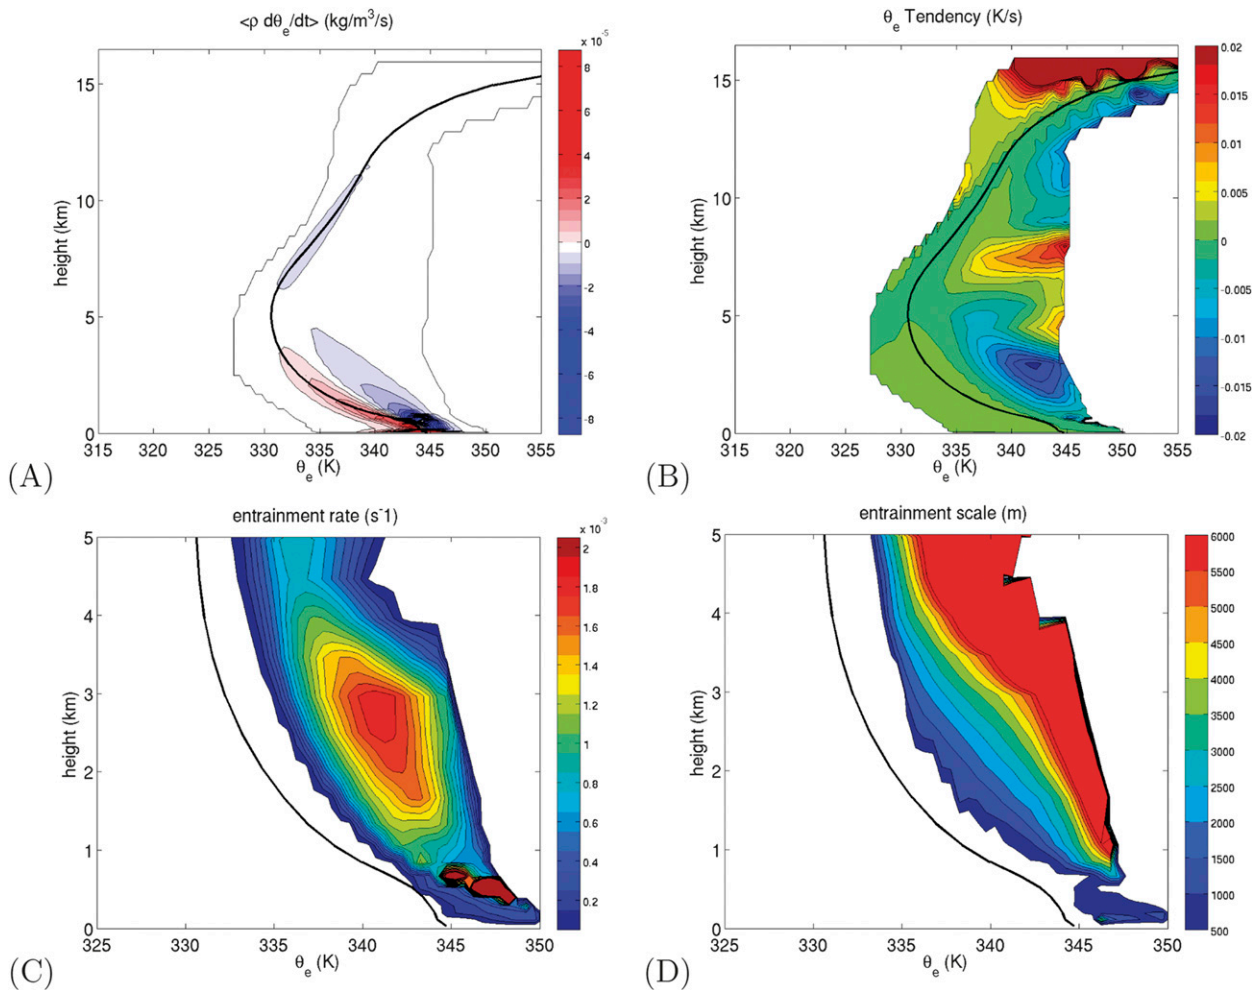 <ρ dθe/dt> (kg/m³/s)
x 10⁻⁵
8
6
4
2
0
-2
-4
-6
-8
15
10
5
0
height (km)
315 320 325 330 335 340 345 350 355
θe (K)
(A)
θe Tendency (K/s)
0.02
0.015
0.01
0.005
0
-0.005
-0.01
-0.015
-0.02
15
10
5
0
height (km)
315 320 325 330 335 340 345 350 355
θe (K)
(B)
entrainment rate (s⁻1)
x 10⁻³
2
1.8
1.6
1.4
1.2
1
0.8
0.6
0.4
0.2
5
4
3
2
1
0
height (km)
325 330 335 340 345 350
θe (K)
(C)
entrainment scale (m)
6000
5500
5000
4500
4000
3500
3000
2500
2000
1500
1000
500
5
4
3
2
1
0
height (km)
325 330 335 340 345 350
θe (K)
(D)